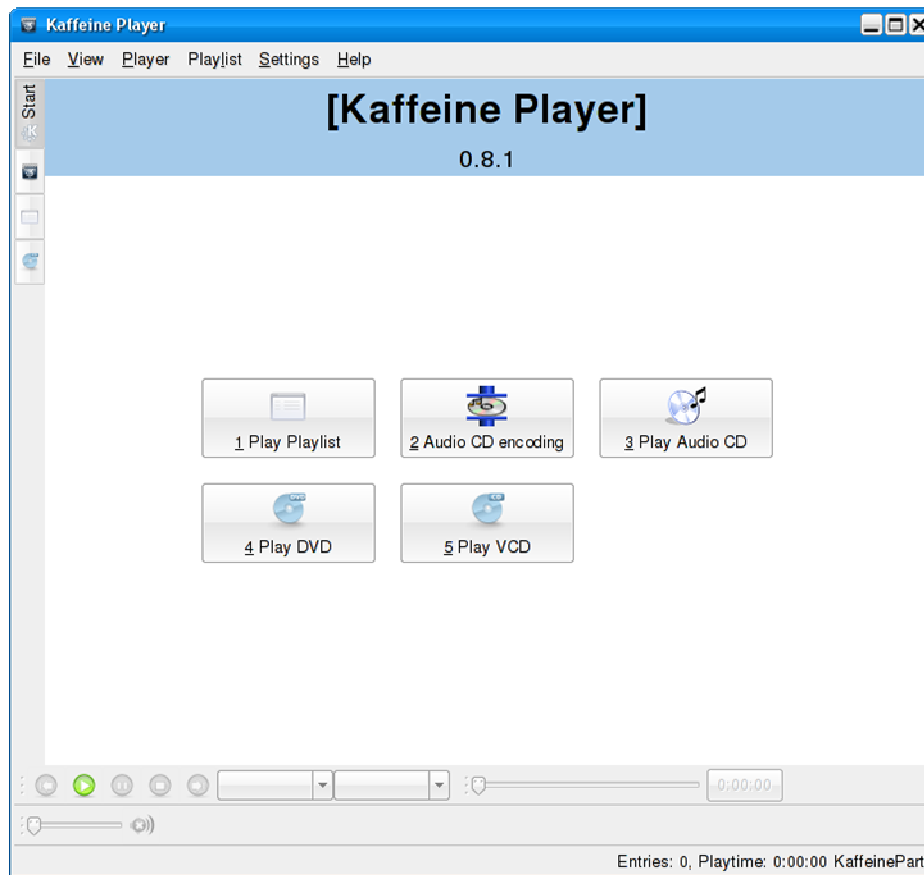 Kaffeine Player
File View Player Playlist Settings Help
Start
[Kaffeine Player]
0.8.1
1 Play Playlist
2 Audio CD encoding
3 Play Audio CD
4 Play DVD
5 Play VCD
0:00:00
Entries: 0, Playtime: 0:00:00 KaffeinePart